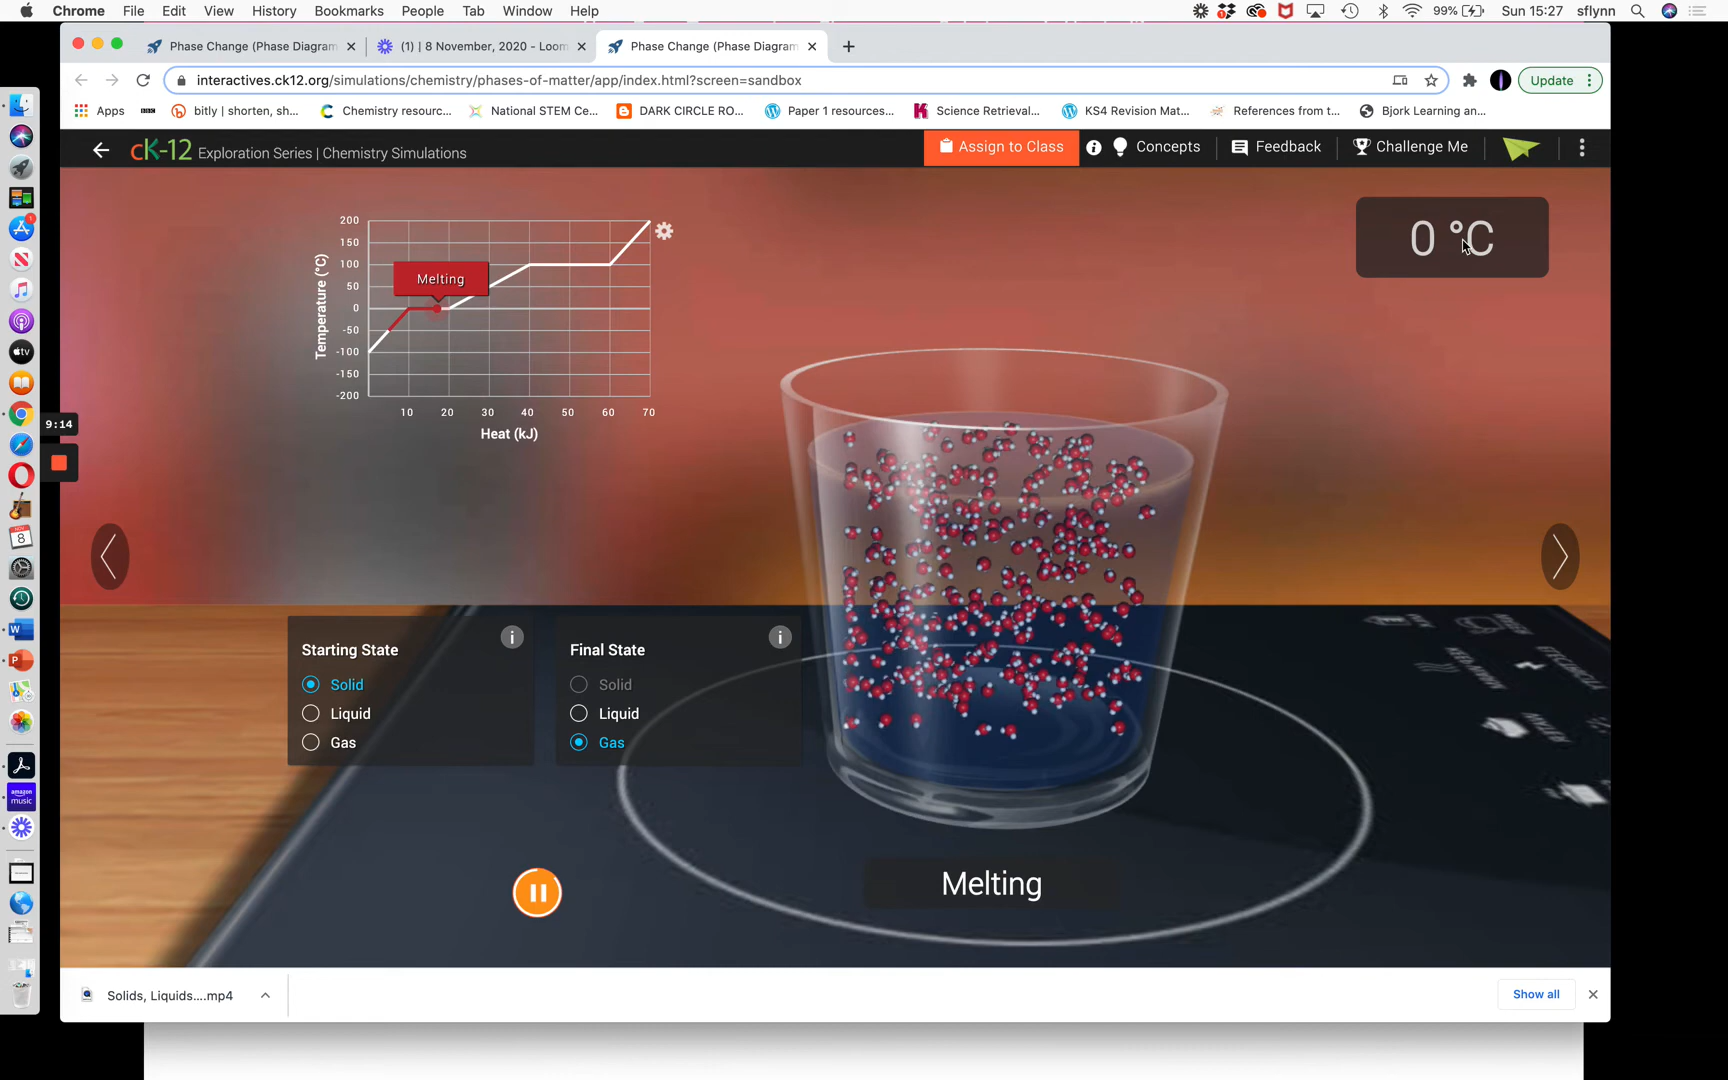 Chrome File Edit View History Bookmarks People Tab Window Help
99% Sun 15:27 sflynn
Phase Change (Phase Diagram
(1) | 8 November, 2020 - Loom
Phase Change (Phase Diagram
interactives.ck12.org/simulations/chemistry/phases-of-matter/app/index.html?screen=sandbox
Update
Apps
BBC
bitly | shorten, sh...
Chemistry resourc...
National STEM Ce...
DARK CIRCLE RO...
Paper 1 resources...
Science Retrieval...
KS4 Revision Mat...
References from t...
Bjork Learning an...
cK-12 Exploration Series | Chemistry Simulations
Assign to Class
Concepts
Feedback
Challenge Me
0 °C
200
150
100
50
0
-50
-100
-150
-200
Temperature (°C)
Melting
10 20 30 40 50 60 70
Heat (kJ)
9:14
NOV
8
tv
W
P
amazon
music
Starting State
Solid
Liquid
Gas
Final State
Solid
Liquid
Gas
Melting
Solids, Liquids....mp4
Show all